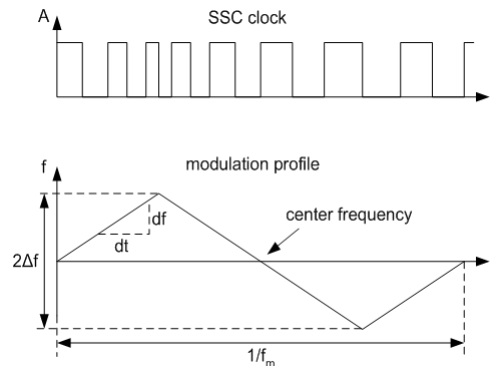 A
SSC clock
f
modulation profile
df
dt
center frequency
2Δf
1/fm